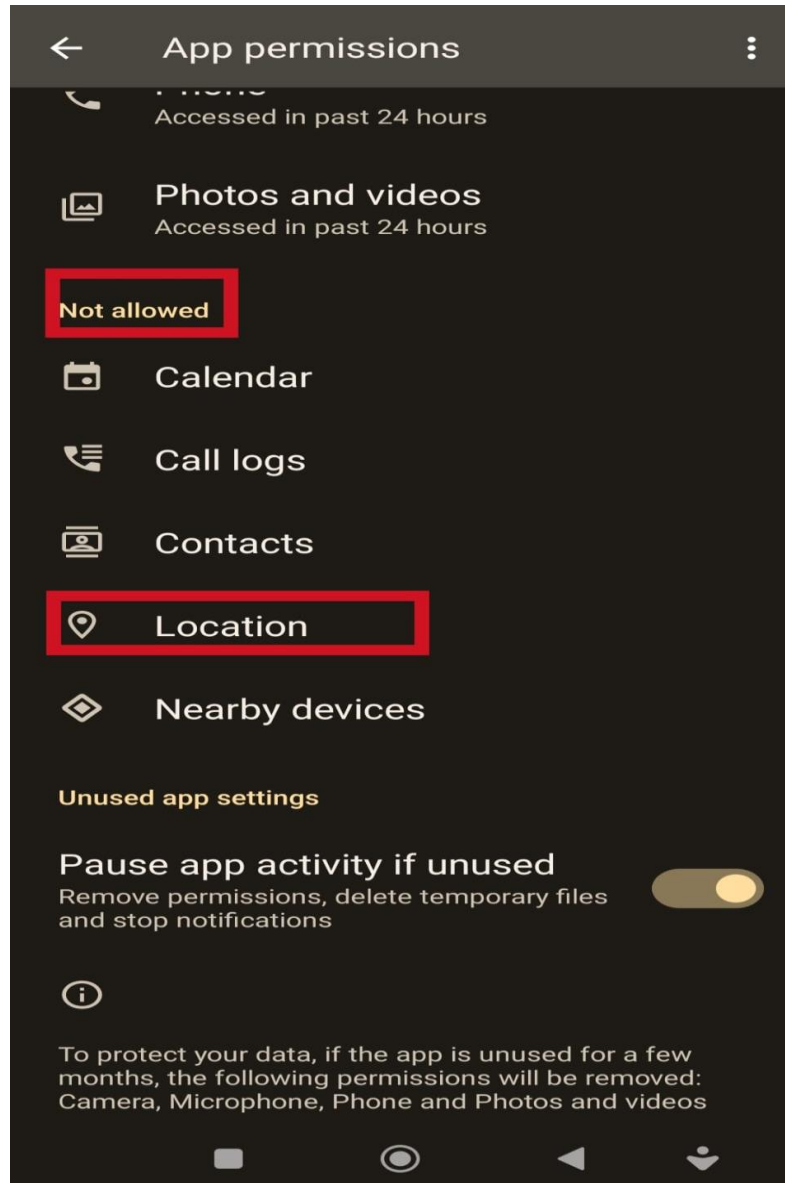 App permissions
Accessed in past 24 hours
Photos and videos
Accessed in past 24 hours
Not allowed
Calendar
Call logs
Contacts
Location
Nearby devices
Unused app settings
Pause app activity if unused
Remove permissions, delete temporary files
and stop notifications
To protect your data, if the app is unused for a few
months, the following permissions will be removed:
Camera, Microphone, Phone and Photos and videos